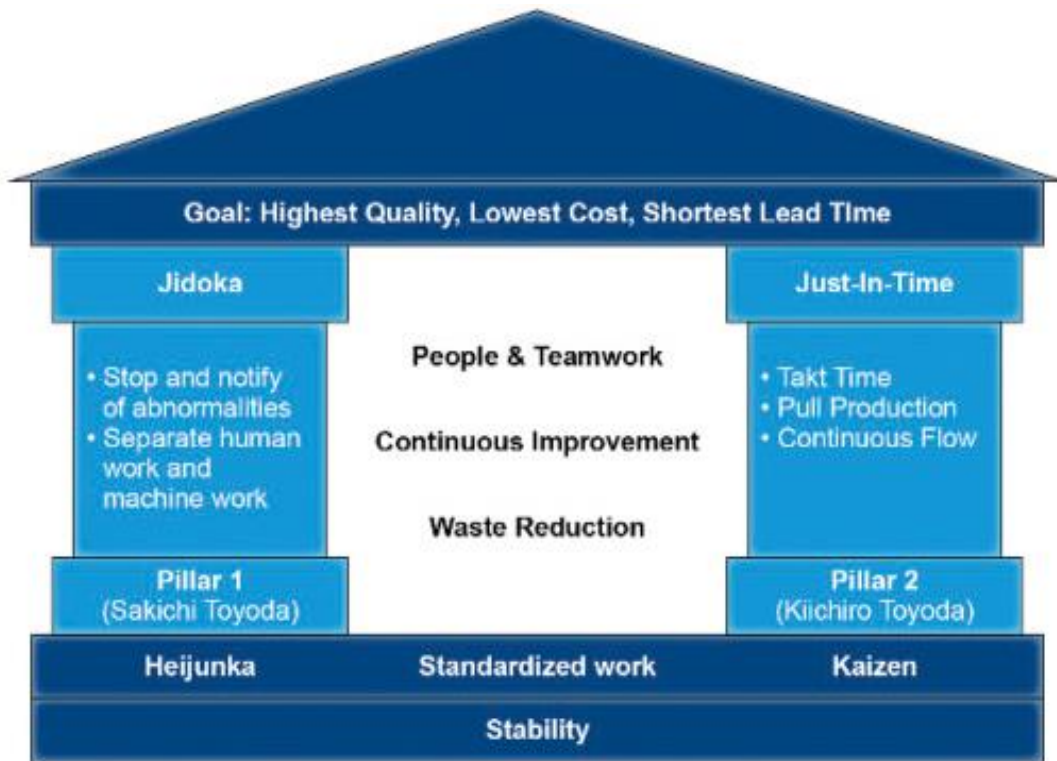 Goal: Highest Quality, Lowest Cost, Shortest Lead TIme
Jidoka
• Stop and notify
of abnormalities
• Separate human
work and
machine work
Pillar 1
(Sakichi Toyoda)
People & Teamwork
Continuous Improvement
Waste Reduction
Just-In-Time
• Takt Time
• Pull Production
• Continuous Flow
Pillar 2
(Kiichiro Toyoda)
Heijunka Standardized work Kaizen
Stability